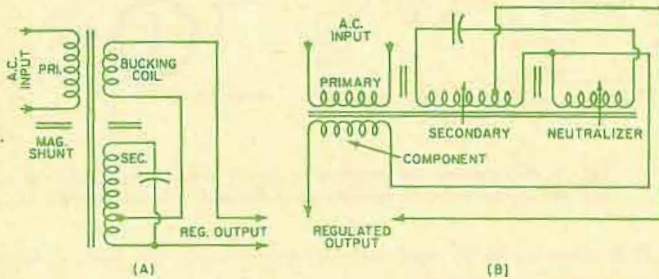 A.C.
INPUT
PRI.
BUCKING
COIL
MAG.
SHUNT
SEC.
REG. OUTPUT
(A)
A.C.
INPUT
PRIMARY
SECONDARY
NEUTRALIZER
COMPONENT
REGULATED
OUTPUT
(B]